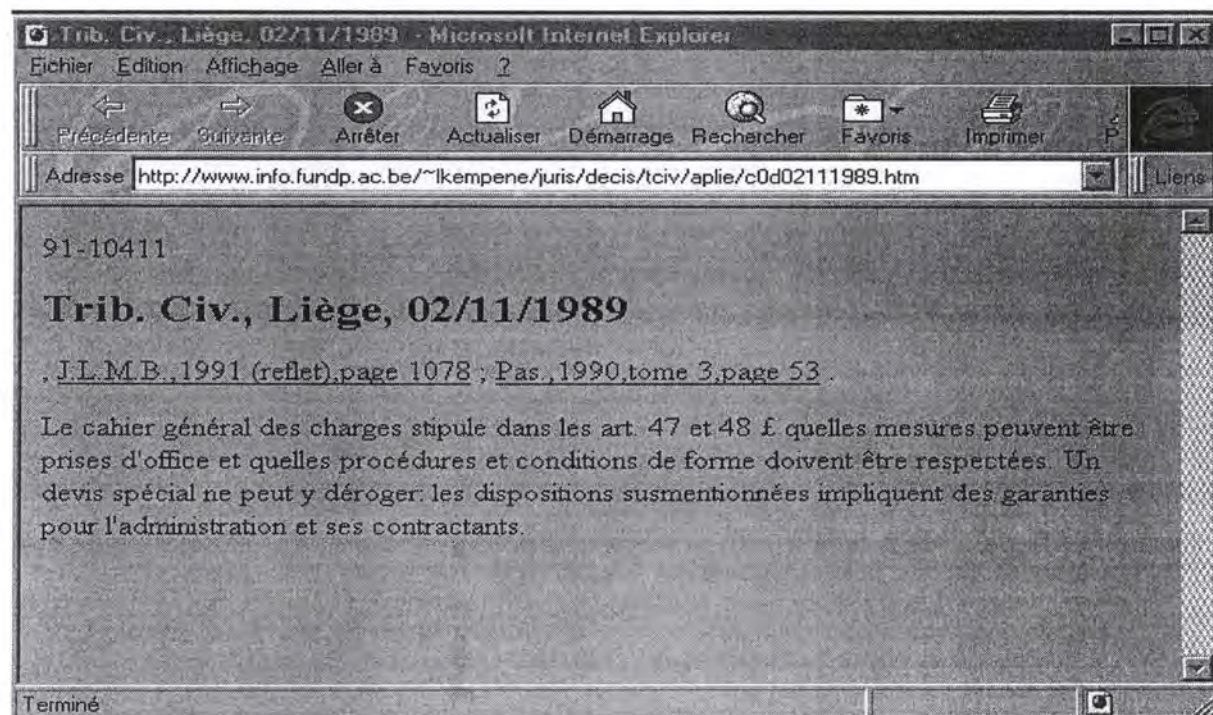 Trib. Civ., Liège, 02/11/1989 - Microsoft Internet Explorer
Fichier Edition Affichage Aller à Favoris ?
Précédente Suivante Arrêter Actualiser Démarrage Rechercher Favoris Imprimer P
Adresse http://www.info.fundp.ac.be/~lkempene/juris/decis/tciv/aplie/c0d02111989.htm Liens
91-10411
Trib. Civ., Liège, 02/11/1989
, J.L.M.B.,1991 (reflet),page 1078 ; Pas.,1990,tome 3,page 53 .
Le cahier général des charges stipule dans les art. 47 et 48 £ quelles mesures peuvent être
prises d'office et quelles procédures et conditions de forme doivent être respectées. Un
devis spécial ne peut y déroger: les dispositions susmentionnées impliquent des garanties
pour l'administration et ses contractants.
Terminé